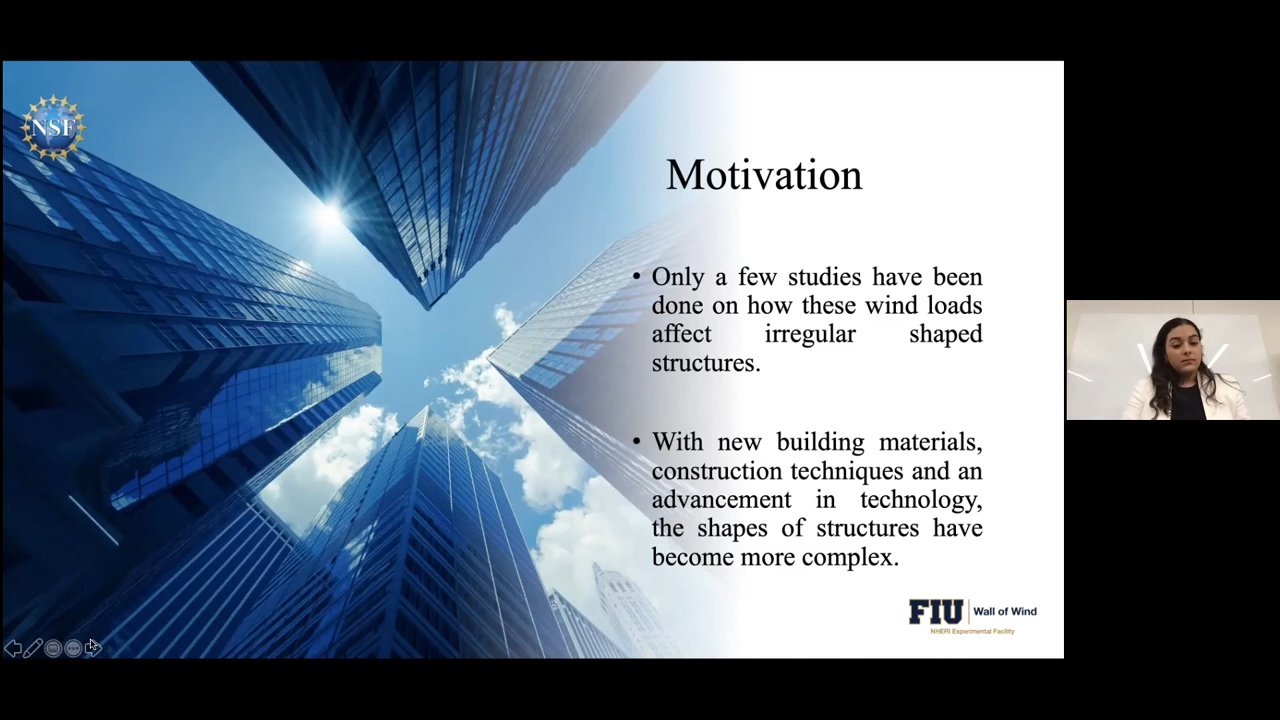 NSF
Motivation
• Only a few studies have been
done on how these wind loads
affect irregular shaped
structures.
• With new building materials,
construction techniques and an
advancement in technology,
the shapes of structures have
become more complex.
FIU Wall of Wind
NHERI Experimental Facility